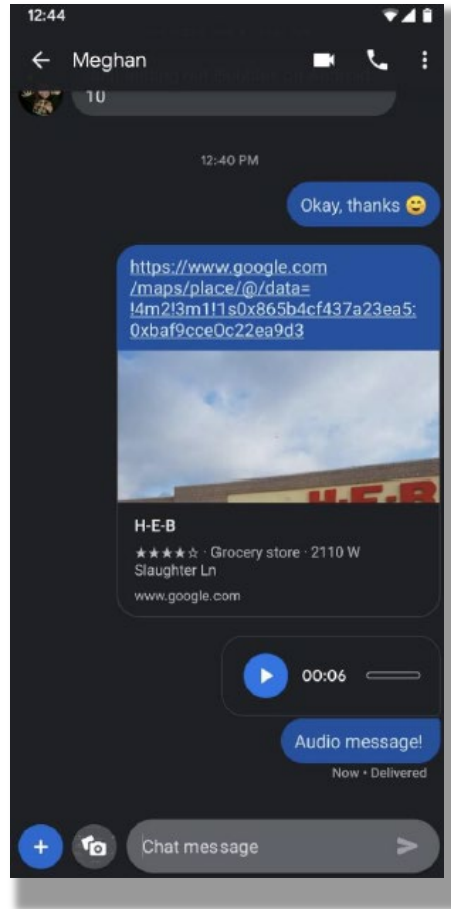 12:44
Meghan
10
12:40 PM
Okay, thanks 😊
https://www.google.com
/maps/place/@/data=
!4m2!3m1!1s0x865b4cf437a23ea5:
0xbaf9cce0c22ea9d3
H-E-B
H-E-B
★★★★☆ · Grocery store · 2110 W
Slaughter Ln
www.google.com
00:06
Audio message!
Now • Delivered
Chat message